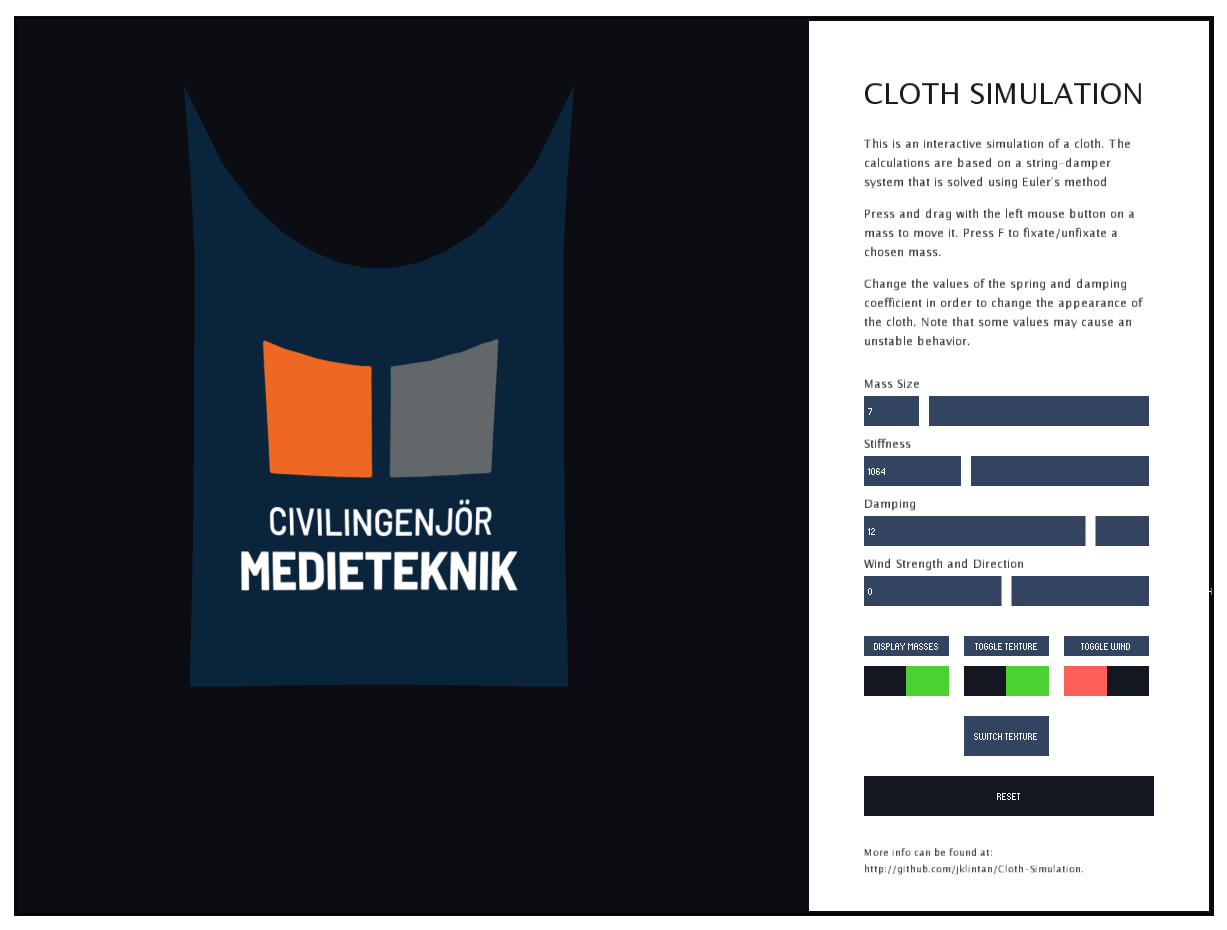 CLOTH SIMULATION
This is an interactive simulation of a cloth. The
calculations are based on a string-damper
system that is solved using Euler's method
Press and drag with the left mouse button on a
mass to move it. Press F to fixate/unfixate a
chosen mass.
Change the values of the spring and damping
coefficient in order to change the appearance of
the cloth. Note that some values may cause an
unstable behavior.
Mass Size
7
Stiffness
1064
Damping
12
Wind Strength and Direction
0
DISPLAY MASSES
TOGGLE TEXTURE
TOGGLE WIND
SWITCH TEXTURE
RESET
More info can be found at:
http://github.com/jklintan/Cloth-Simulation.
CIVILINGENJÖR
MEDIETEKNIK